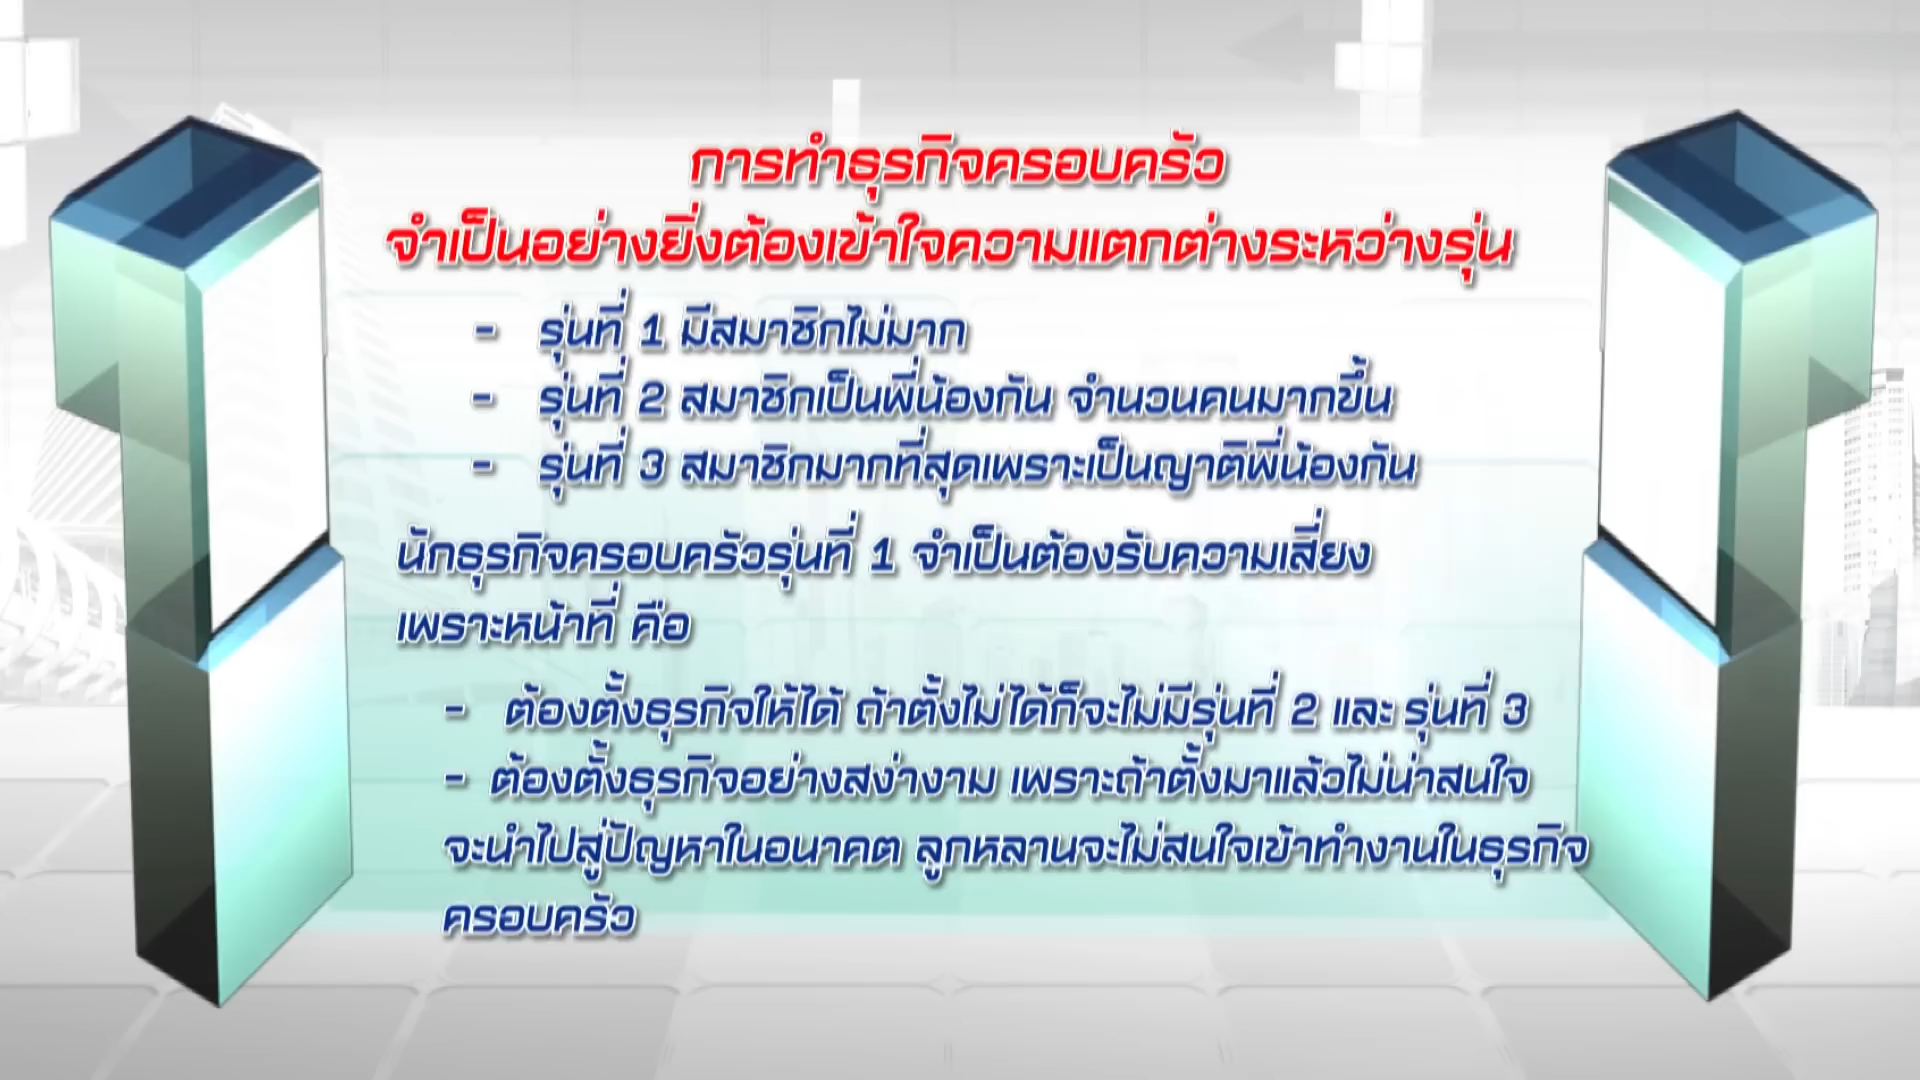 การทำธุรกิจครอบครัว
จำเป็นอย่างยิ่งต้องเข้าใจความแตกต่างระหว่างรุ่น
- รุ่นที่ 1 มีสมาชิกไม่มาก
- รุ่นที่ 2 สมาชิกเป็นพี่น้องกัน จำนวนคนมากขึ้น
- รุ่นที่ 3 สมาชิกมากที่สุดเพราะเป็นญาติพี่น้องกัน
นักธุรกิจครอบครัวรุ่นที่ 1 จำเป็นต้องรับความเสี่ยง
เพราะหน้าที่ คือ
- ต้องตั้งธุรกิจให้ได้ ถ้าตั้งไม่ได้ก็จะไม่มีรุ่นที่ 2 และ รุ่นที่ 3
- ต้องตั้งธุรกิจอย่างสง่างาม เพราะถ้าตั้งมาแล้วไม่น่าสนใจ
จะนำไปสู่ปัญหาในอนาคต ลูกหลานจะไม่สนใจเข้าทำงานในธุรกิจ
ครอบครัว